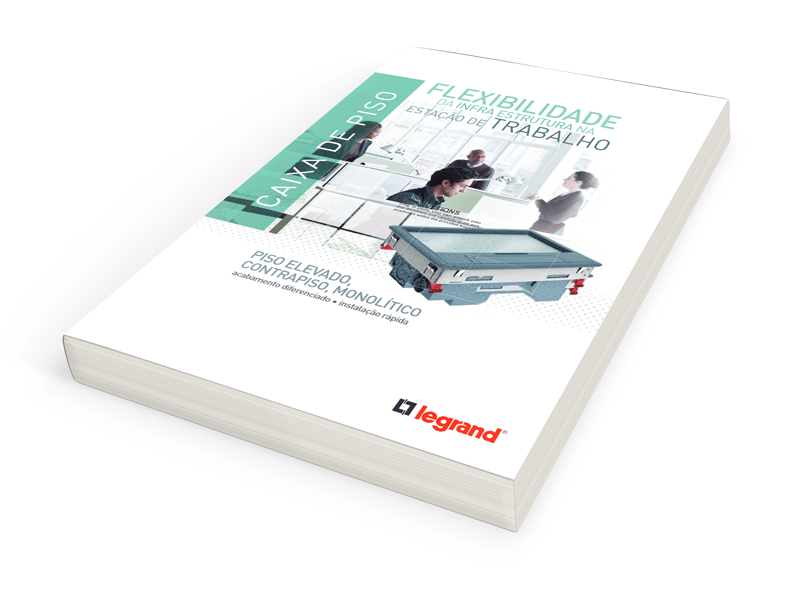 CAIXA DE PISO
FLEXIBILIDADE
DA INFRA ESTRUTURA NA
ESTAÇÃO DE TRABALHO
PISO ELEVADO,
CONTRAPISO, MONOLÍTICO
acabamento diferenciado • instalação rápida
legrand®